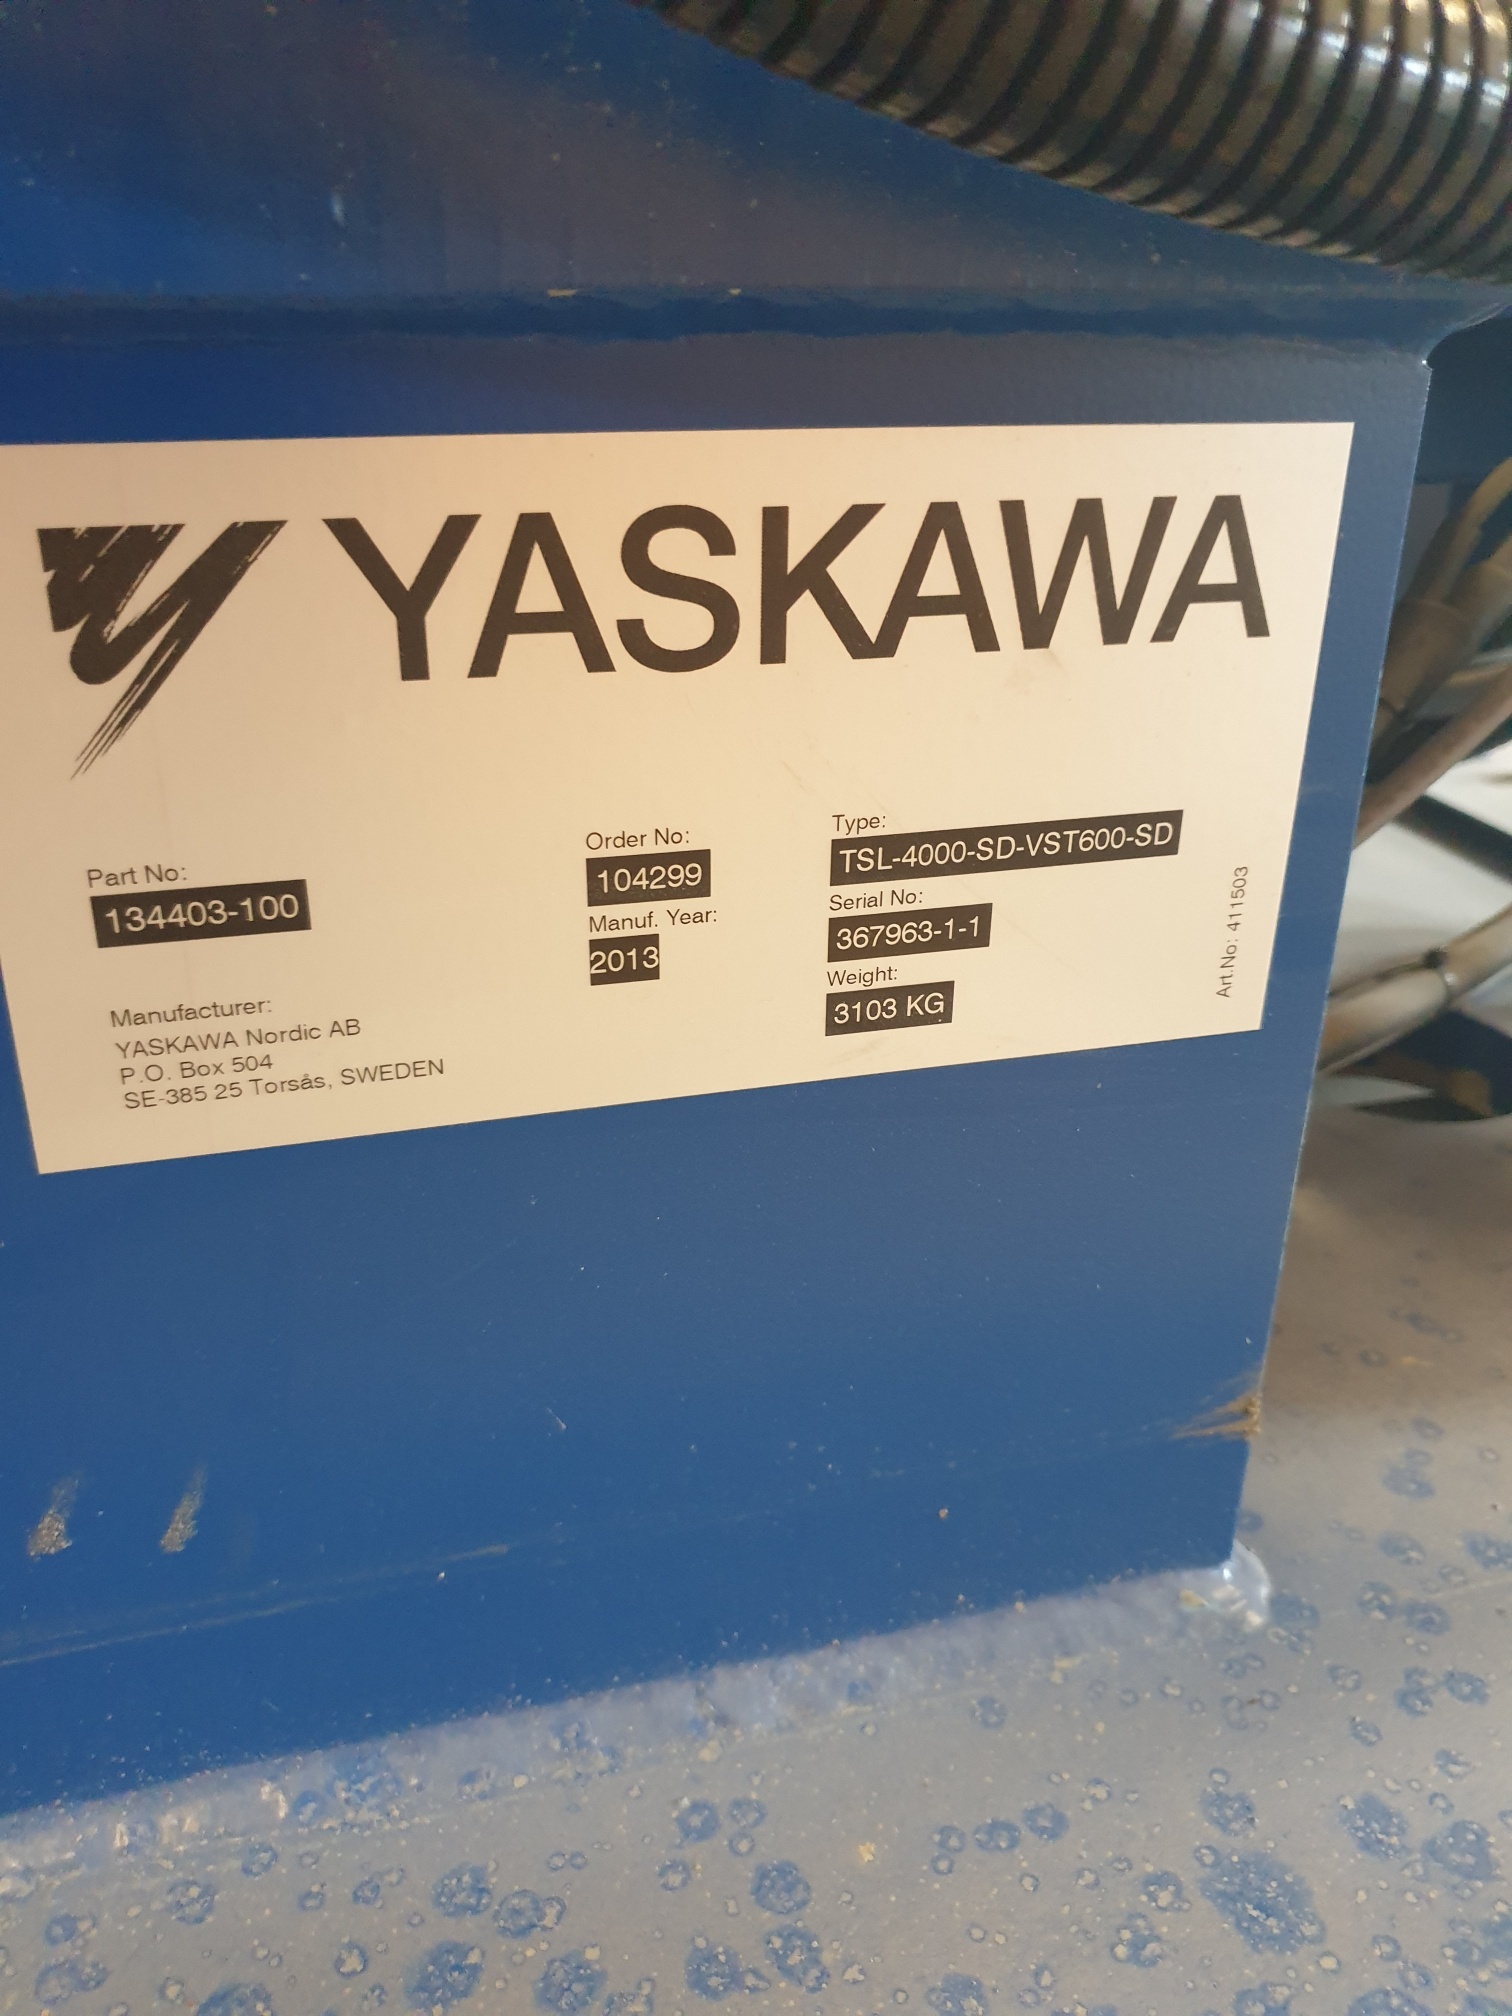 YASKAWA
Part No:
134403-100
Order No:
104299
Manuf. Year:
2013
Type:
TSL-4000-SD-VST600-SD
Serial No:
367963-1-1
Weight:
3103 KG
Art.No: 411503
Manufacturer:
YASKAWA Nordic AB
P.O. Box 504
SE-385 25 Torsås, SWEDEN